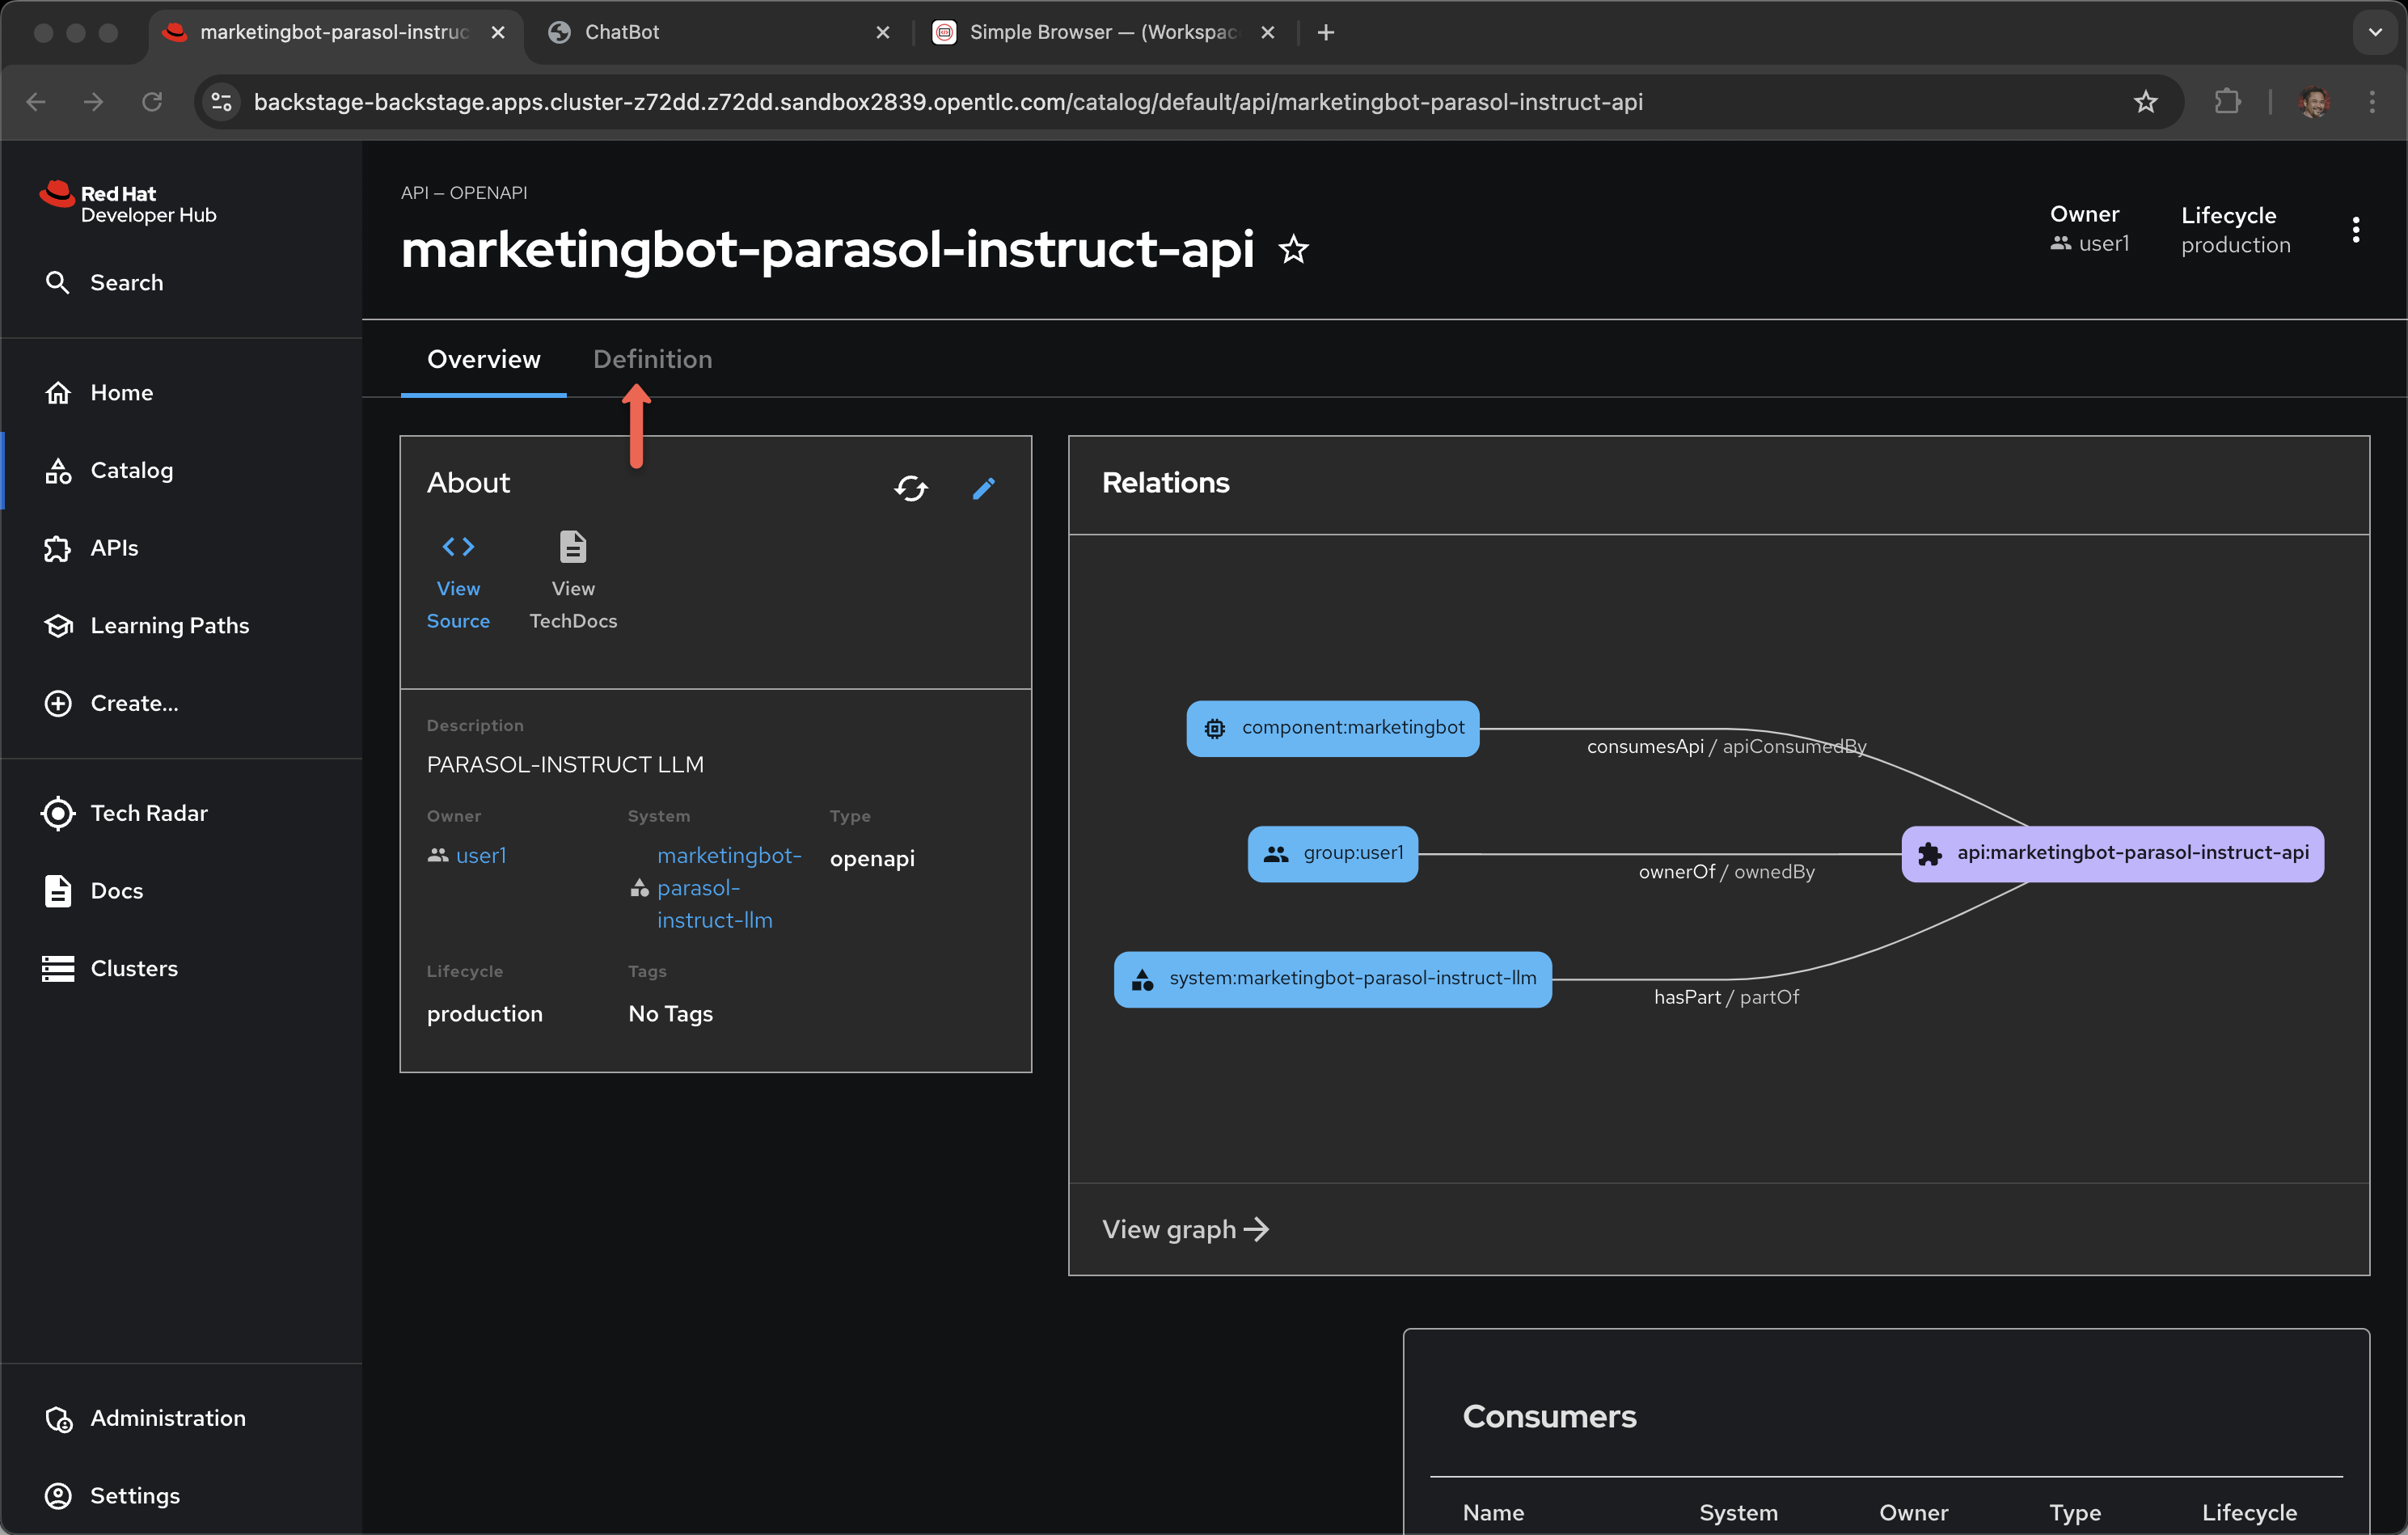 marketingbot-parasol-instruc
ChatBot
Simple Browser — (Workspac
backstage-backstage.apps.cluster-z72dd.z72dd.sandbox2839.opentlc.com/catalog/default/api/marketingbot-parasol-instruct-api
Red Hat
Developer Hub
Search
Home
Catalog
APIs
Learning Paths
Create...
Tech Radar
Docs
Clusters
Administration
Settings
API — OPENAPI
marketingbot-parasol-instruct-api
Owner
user1
Lifecycle
production
Overview
Definition
About
View
Source
View
TechDocs
Description
PARASOL-INSTRUCT LLM
Owner
System
Type
user1
marketingbot-
parasol-
instruct-llm
openapi
Lifecycle
Tags
production
No Tags
Relations
component:marketingbot
consumesApi / apiConsumedBy
group:user1
ownerOf / ownedBy
api:marketingbot-parasol-instruct-api
system:marketingbot-parasol-instruct-llm
hasPart / partOf
View graph
Consumers
Name
System
Owner
Type
Lifecycle